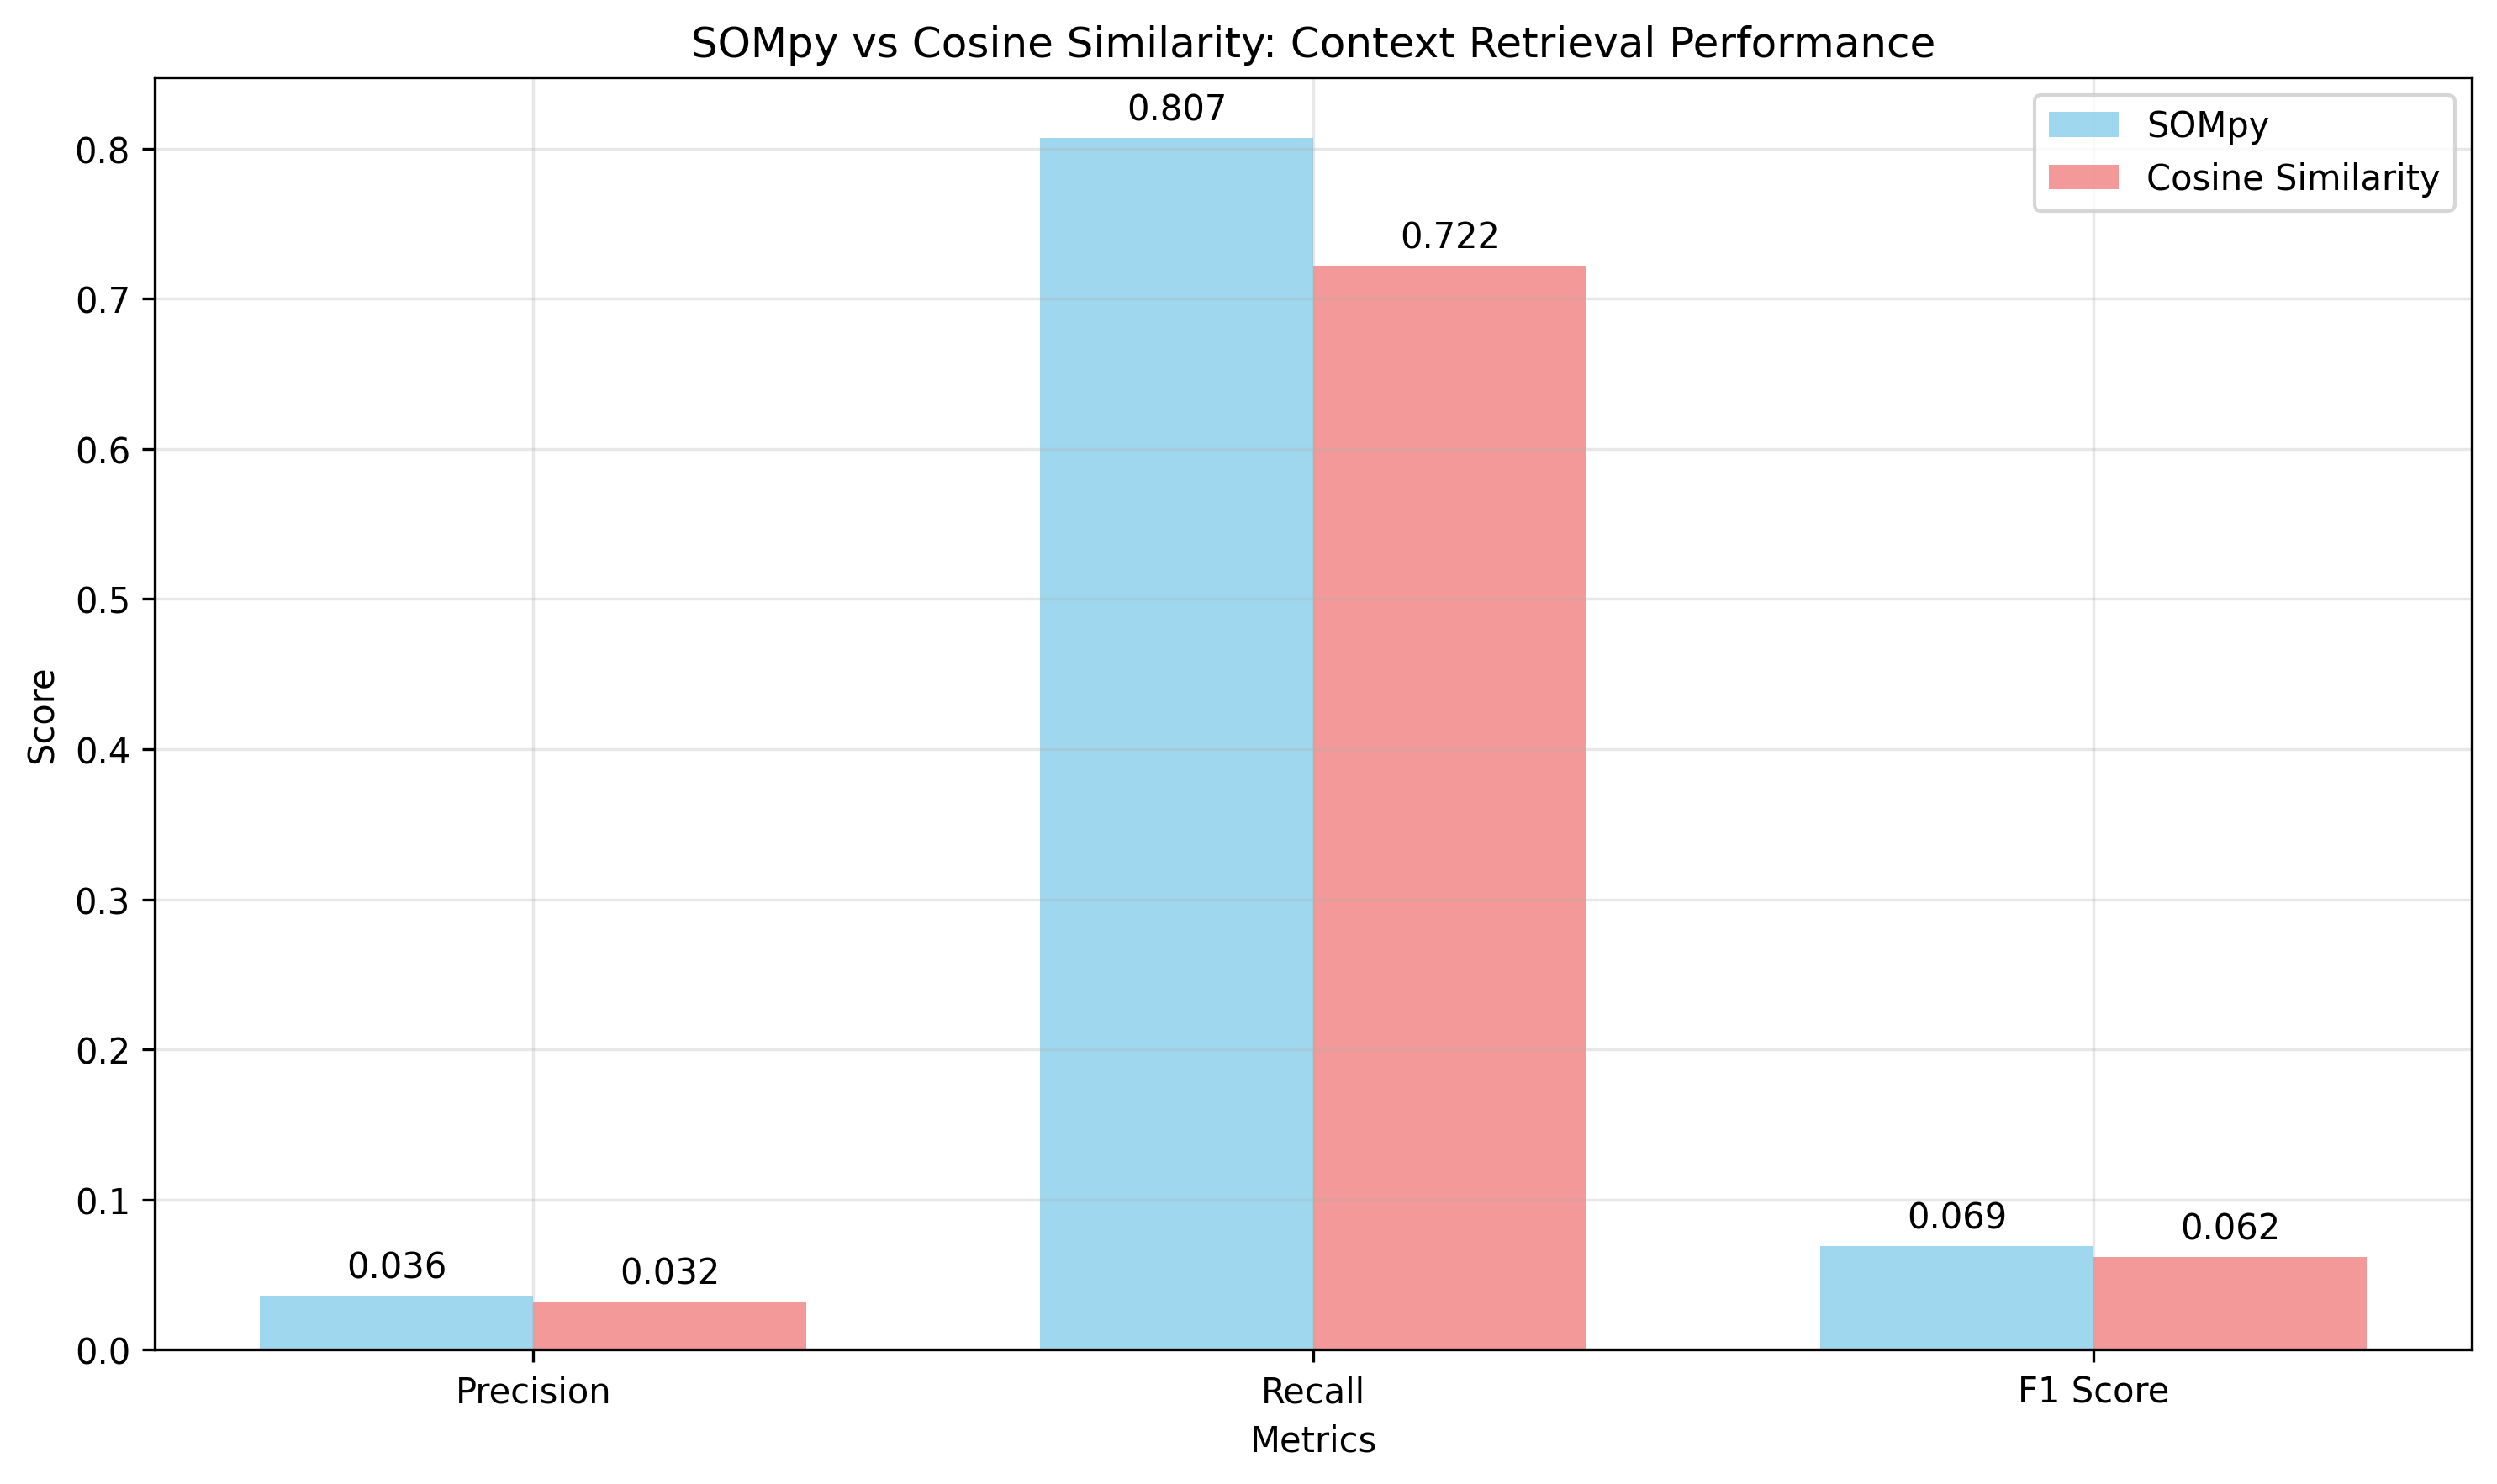 SOMpy vs Cosine Similarity: Context Retrieval Performance
SOMpy
Cosine Similarity
Score
0.8
0.7
0.6
0.5
0.4
0.3
0.2
0.1
0.0
0.036
0.032
0.807
0.722
0.069
0.062
Precision
Recall
F1 Score
Metrics